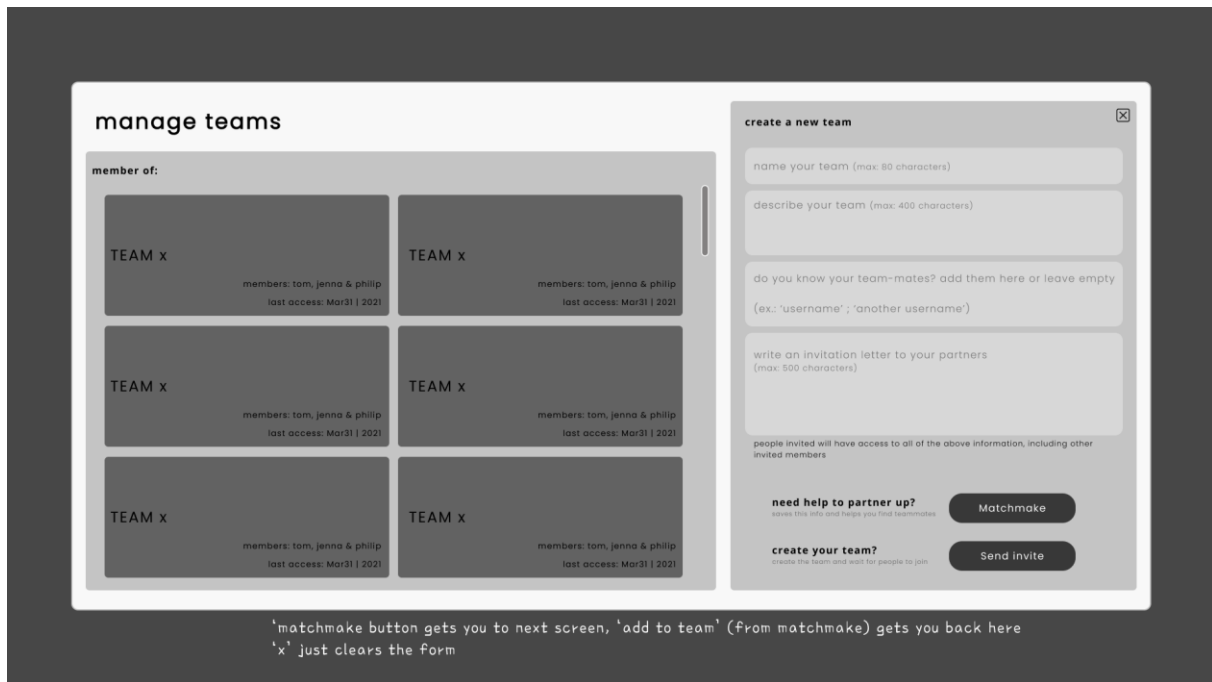 manage teams
member of:
TEAM x
members: tom, jenna & philip
last access: Mar31 | 2021
TEAM x
members: tom, jenna & philip
last access: Mar31 | 2021
TEAM x
members: tom, jenna & philip
last access: Mar31 | 2021
TEAM x
members: tom, jenna & philip
last access: Mar31 | 2021
TEAM x
members: tom, jenna & philip
last access: Mar31 | 2021
TEAM x
members: tom, jenna & philip
last access: Mar31 | 2021
create a new team
name your team (max: 80 characters)
describe your team (max: 400 characters)
do you know your team-mates? add them here or leave empty
(ex.: 'username' ; 'another username')
write an invitation letter to your partners
(max: 500 characters)
people invited will have access to all of the above information, including other
invited members
need help to partner up?
saves this info and helps you find teammates
Matchmake
create your team?
create the team and wait for people to join
Send invite
'matchmake button gets you to next screen, 'add to team' (from matchmake) gets you back here
'x' just clears the form